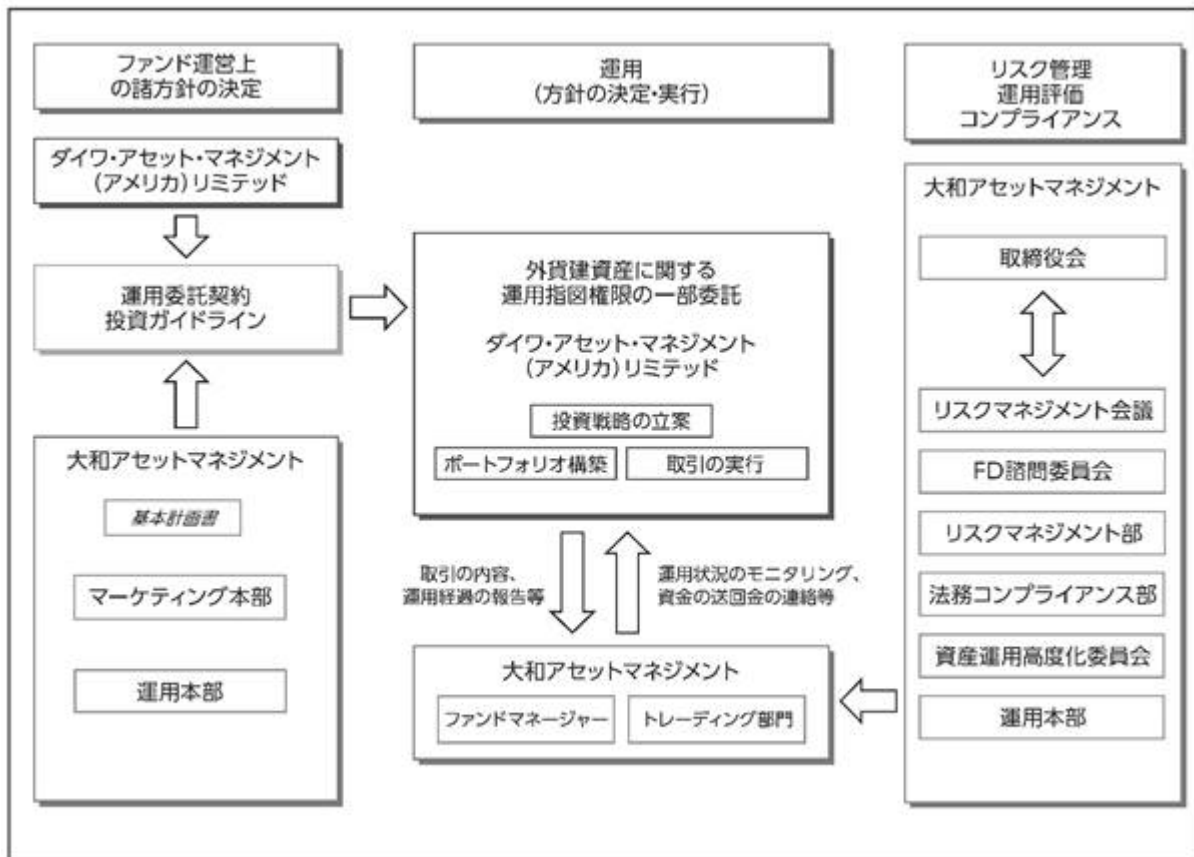 ファンド運営上
の諸方針の決定
ダイワ・アセット・マネジメント
(アメリカ)リミテッド
運用委託契約
投資ガイドライン
大和アセットマネジメント
基本計画書
マーケティング本部
運用本部
運用
(方針の決定・実行)
外貨建資産に関する
運用指図権限の一部委託
ダイワ・アセット・マネジメント
(アメリカ)リミテッド
投資戦略の立案
ポートフォリオ構築
取引の実行
取引の内容、
運用経過の報告等
運用状況のモニタリング、
資金の送回金の連絡等
大和アセットマネジメント
ファンドマネージャー
トレーディング部門
リスク管理
運用評価
コンプライアンス
大和アセットマネジメント
取締役会
リスクマネジメント会議
FD諮問委員会
リスクマネジメント部
法務コンプライアンス部
資産運用高度化委員会
運用本部